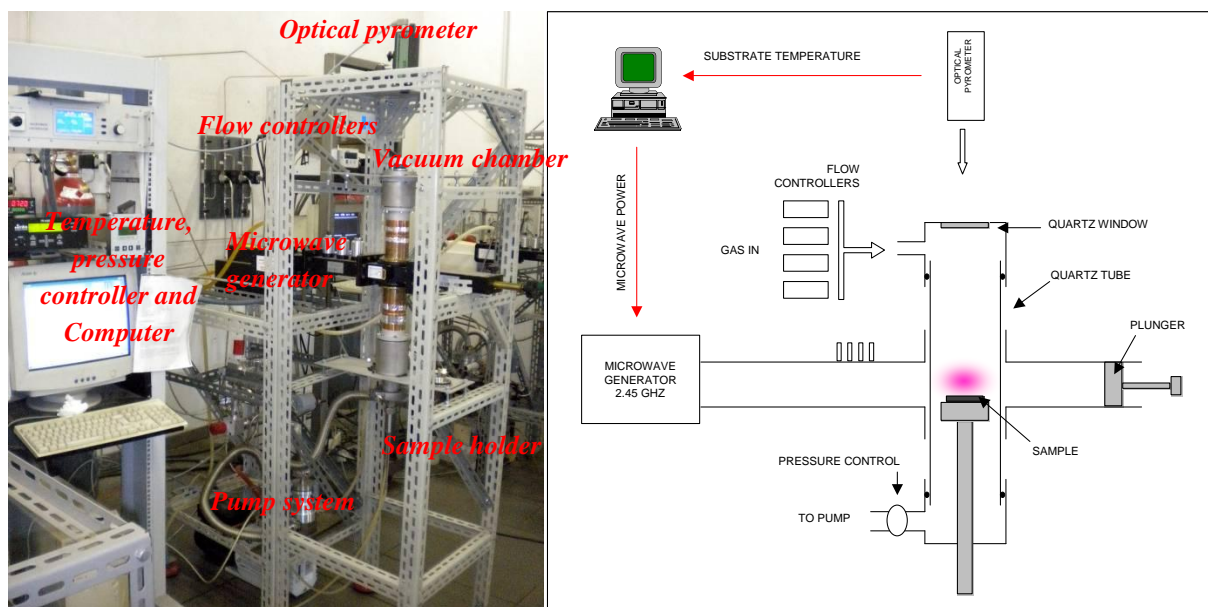 Optical pyrometer
Flow controllers
Vacuum chamber
Temperature,
pressure
controller and
Computer
Microwave
generator
Sample holder
Pump system
SUBSTRATE TEMPERATURE
OPTICAL
PYROMETER
MICROWAVE POWER
FLOW
CONTROLLERS
GAS IN
QUARTZ WINDOW
QUARTZ TUBE
PLUNGER
MICROWAVE
GENERATOR
2.45 GHZ
SAMPLE
PRESSURE CONTROL
TO PUMP